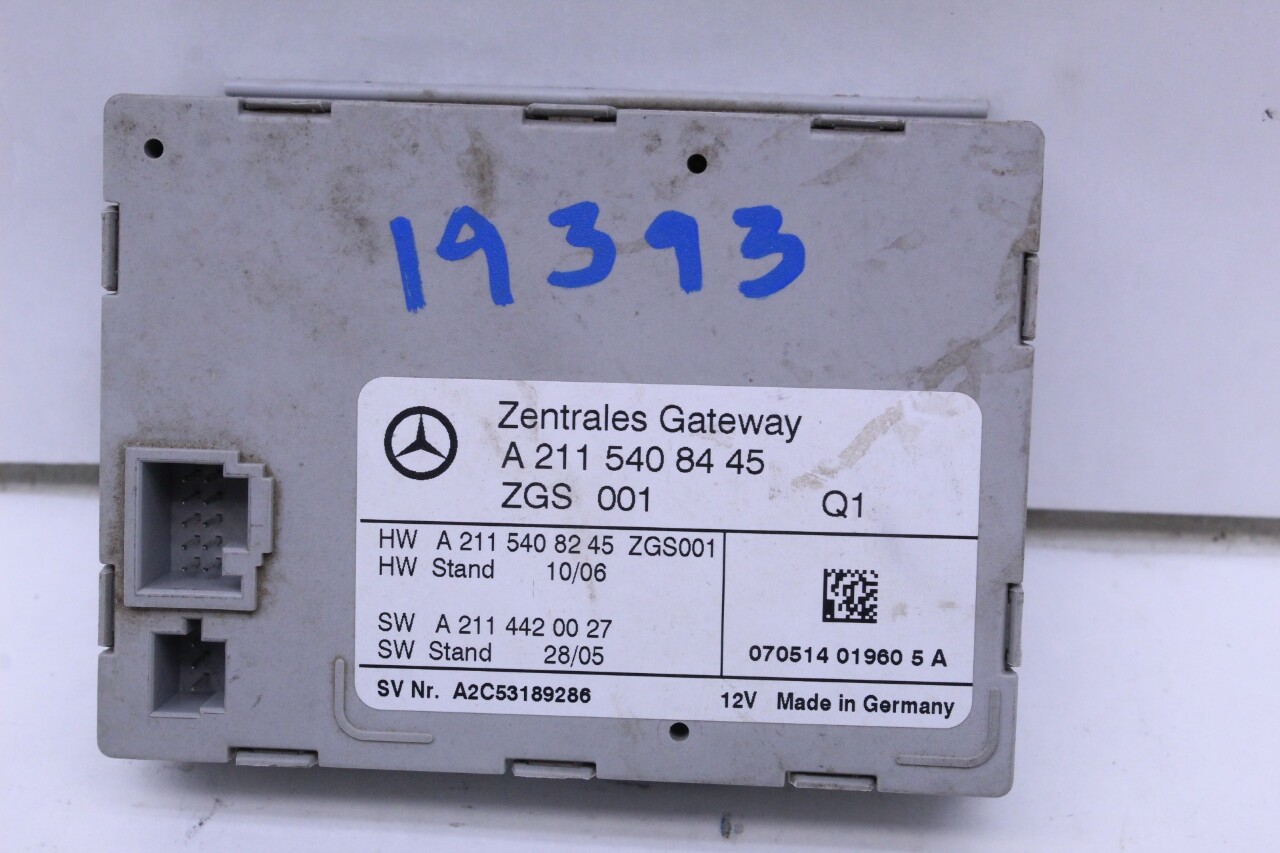 19393
Zentrales Gateway
A 211 540 84 45
ZGS 001 Q1
HW A 211 540 82 45 ZGS001
HW Stand 10/06
SW A 211 442 00 27
SW Stand 28/05
070514 01960 5 A
SV Nr. A2C53189286 12V Made in Germany